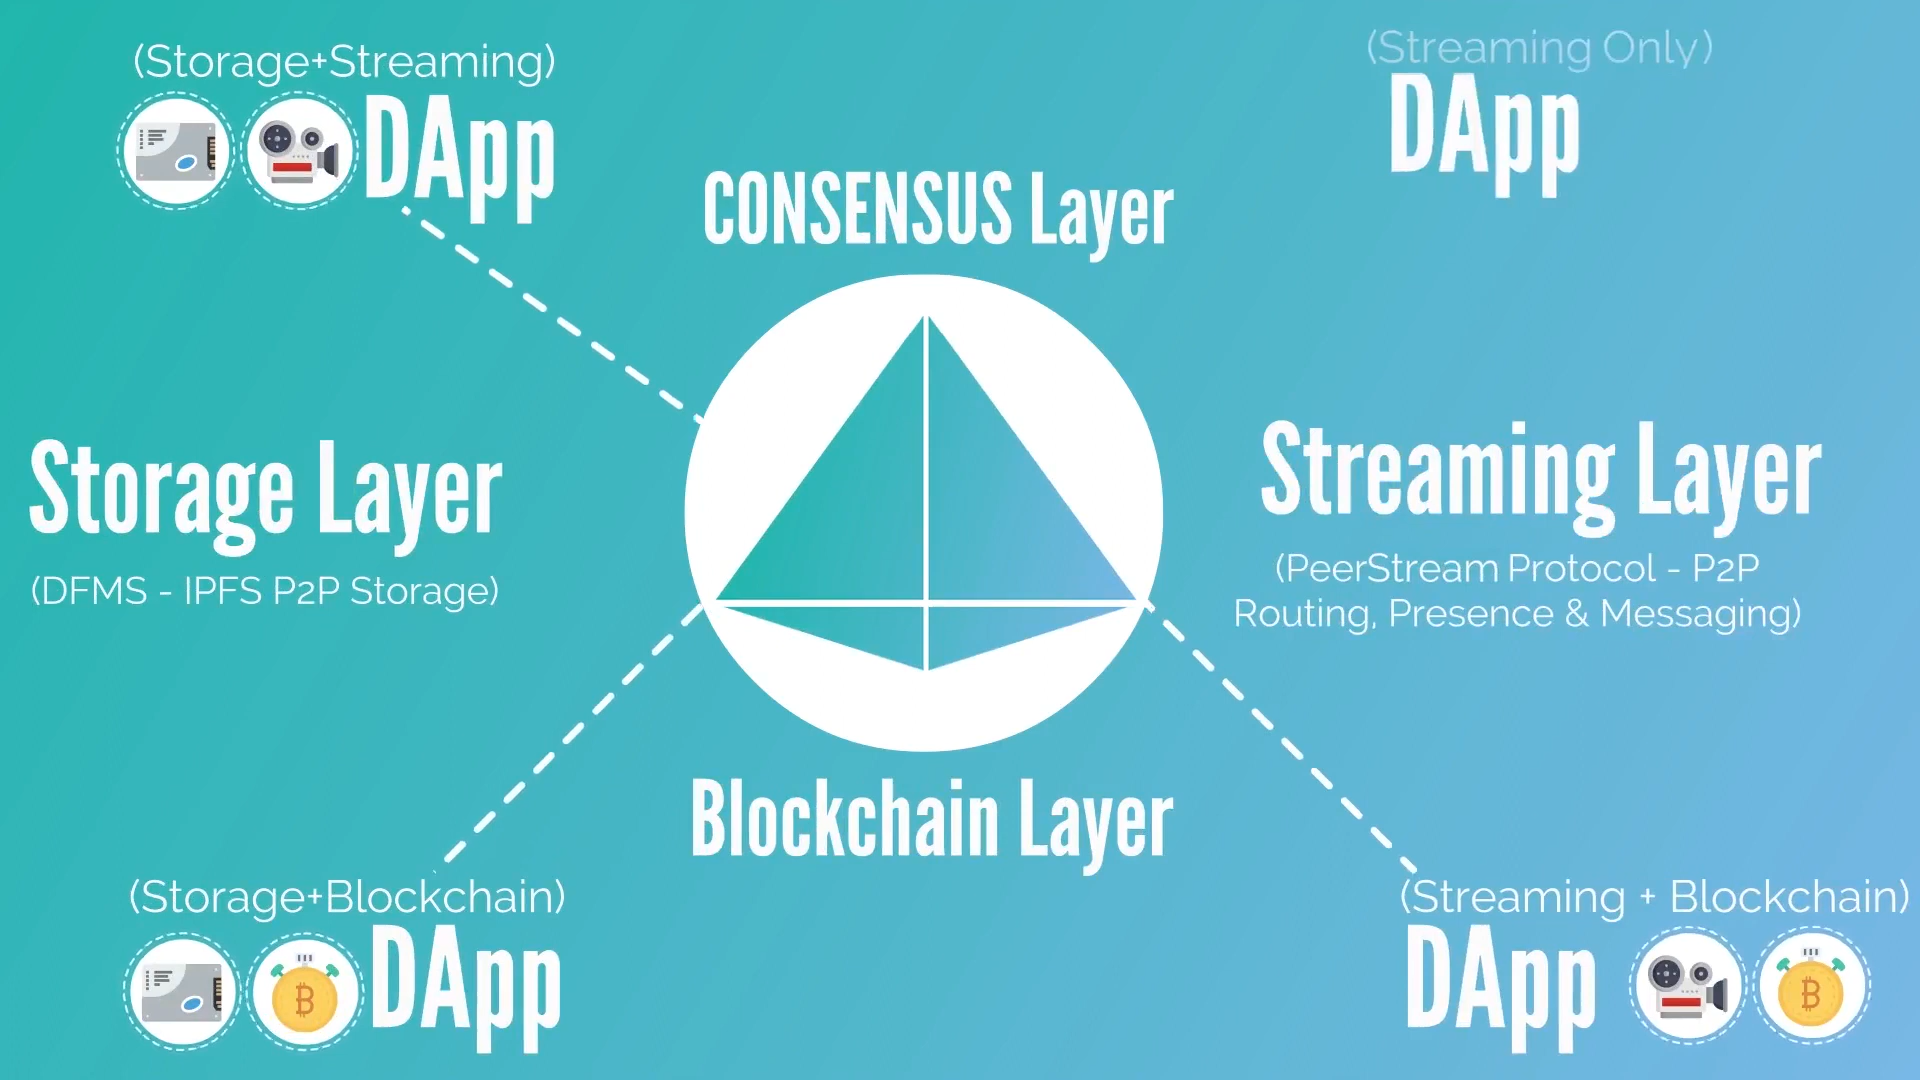 (Storage+Streaming)
DApp
(Streaming Only)
DApp
CONSENSUS Layer
Storage Layer
(DFMS - IPFS P2P Storage)
Streaming Layer
(PeerStream Protocol - P2P
Routing, Presence & Messaging)
Blockchain Layer
(Storage+Blockchain)
DApp
(Streaming + Blockchain)
DApp